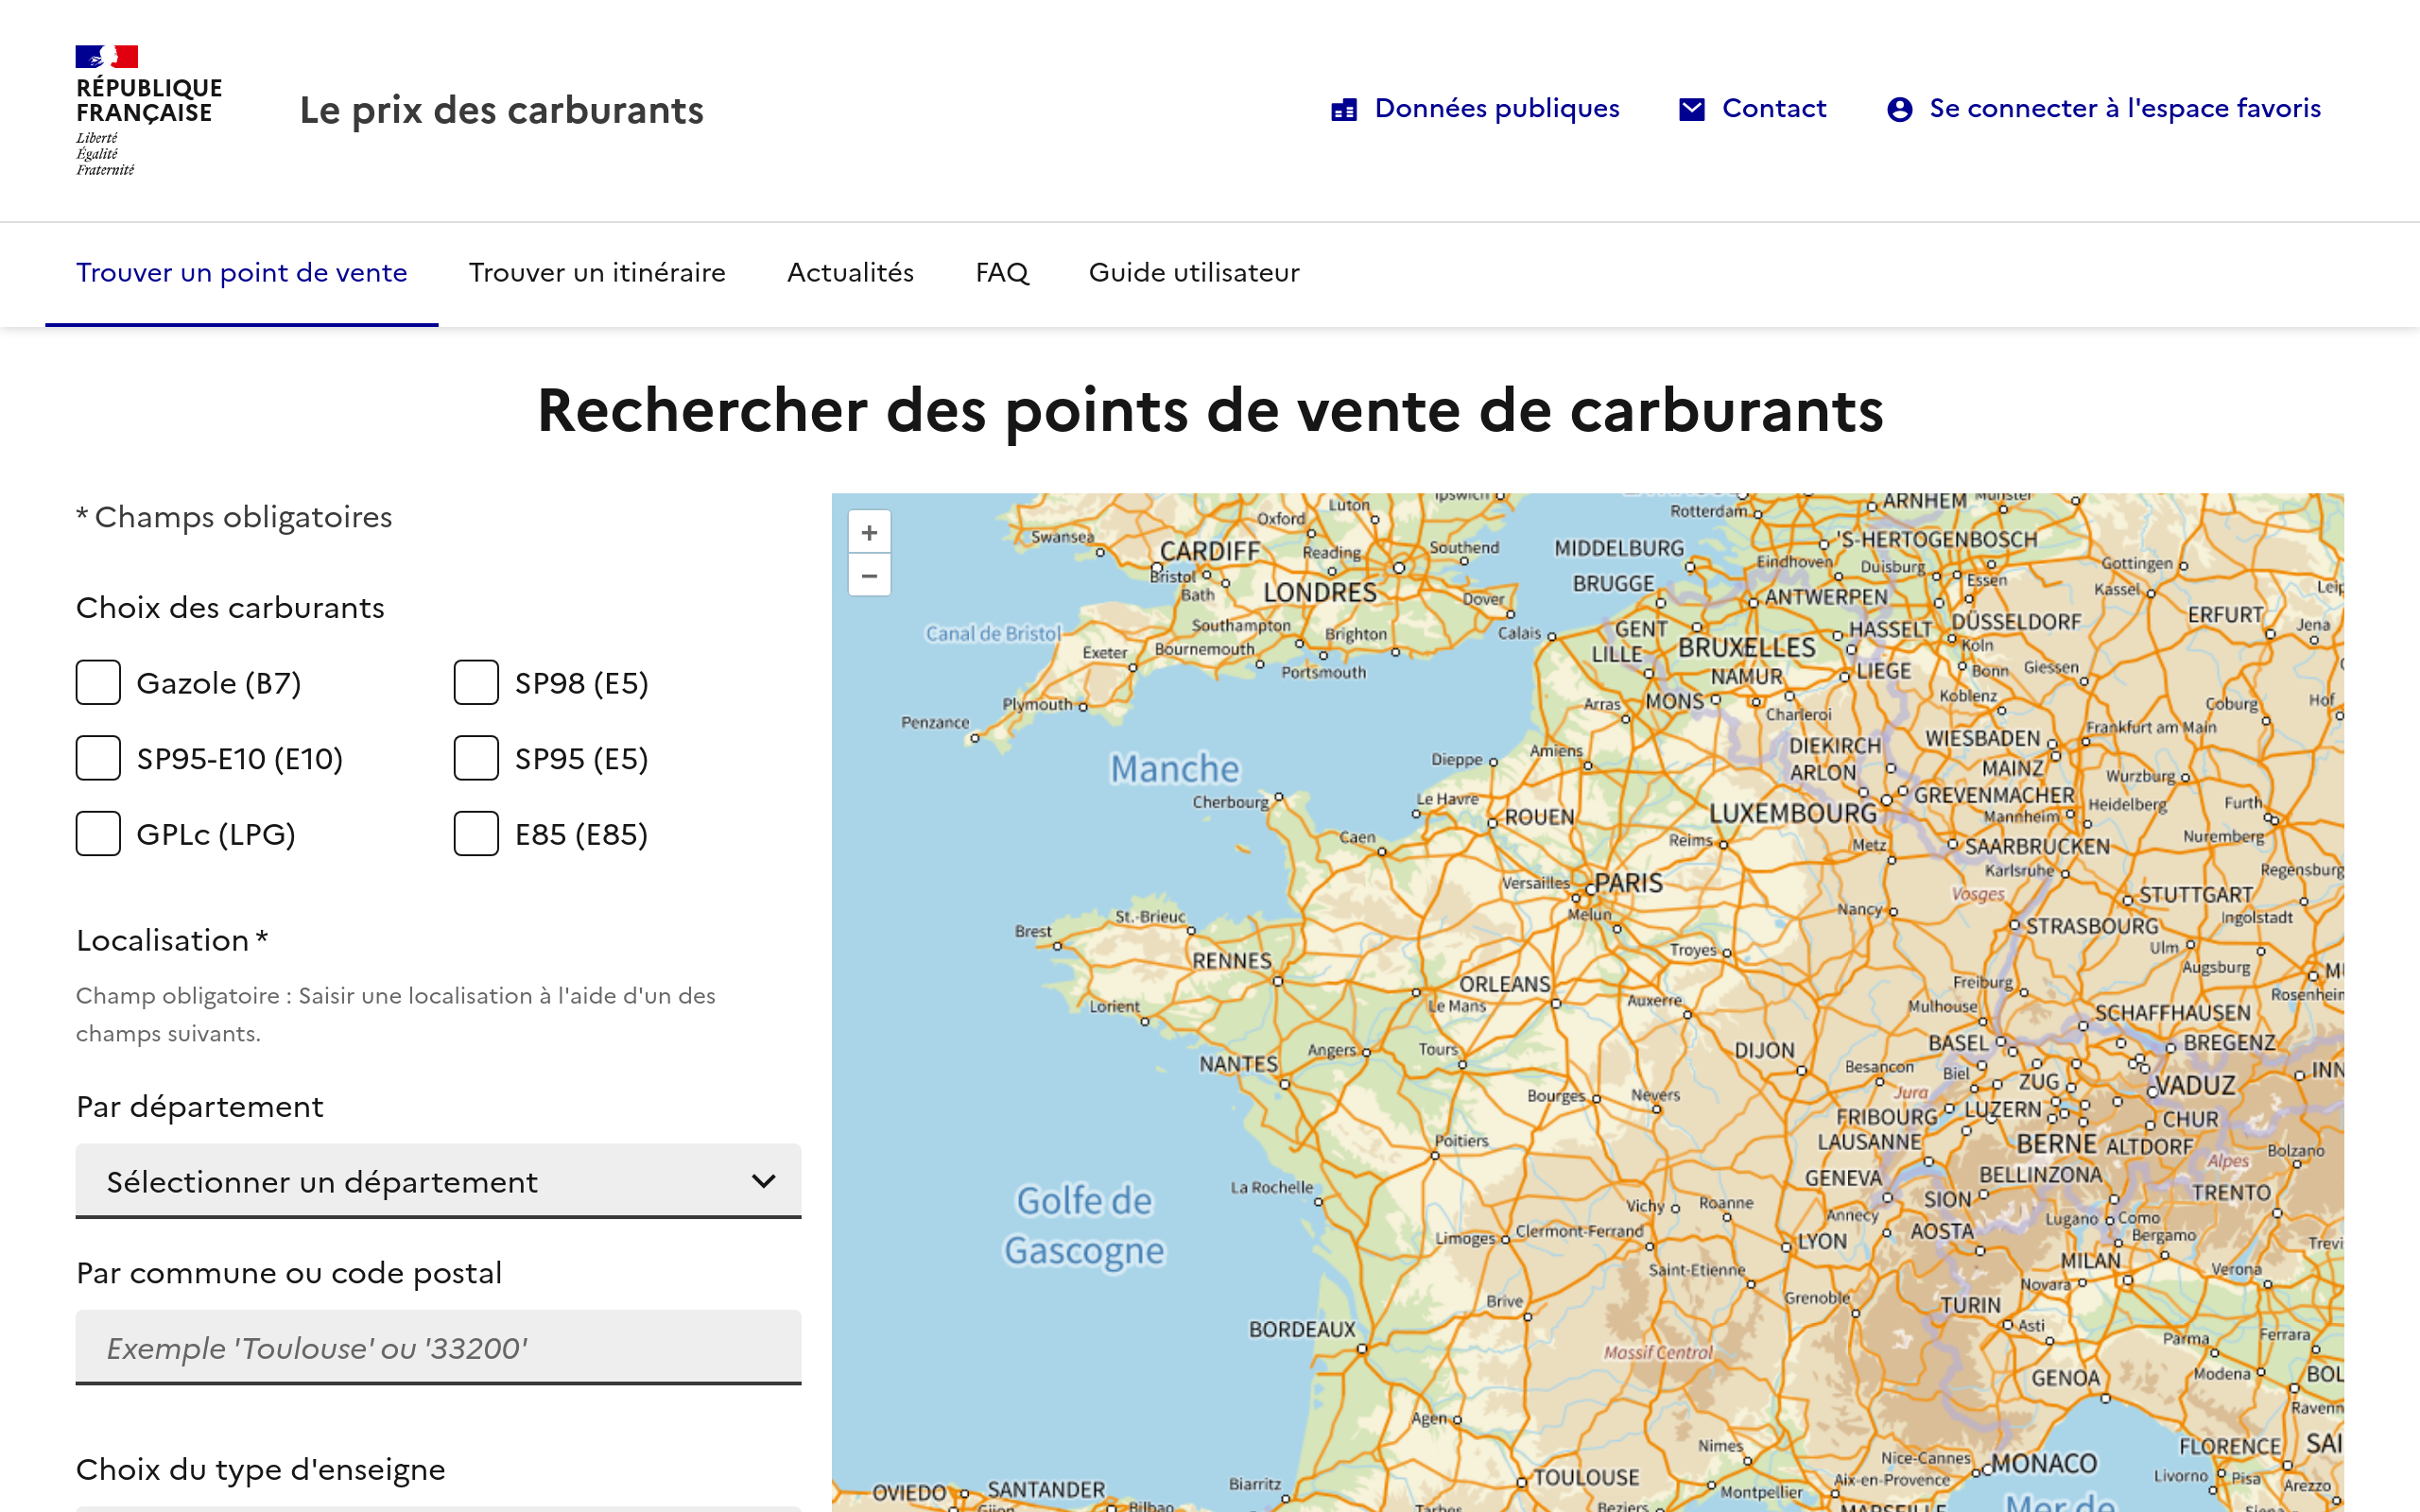 RÉPUBLIQUE
FRANÇAISE
Liberté
Égalité
Fraternité
Le prix des carburants
Données publiques
Contact
Se connecter à l'espace favoris
Trouver un point de vente
Trouver un itinéraire
Actualités
FAQ
Guide utilisateur
Rechercher des points de vente de carburants
* Champs obligatoires
Choix des carburants
Gazole (B7)
SP98 (E5)
SP95-E10 (E10)
SP95 (E5)
GPLc (LPG)
E85 (E85)
Localisation *
Champ obligatoire : Saisir une localisation à l'aide d'un des
champs suivants.
Par département
Sélectionner un département
Par commune ou code postal
Exemple 'Toulouse' ou '33200'
Choix du type d'enseigne
+
−
Luton
Oxford
Swansea
CARDIFF
Reading
Southend
Bristol
Bath
LONDRES
Dover
Canal de Bristol
Southampton
Brighton
Exeter
Bournemouth
Portsmouth
Plymouth
Penzance
Manche
Rotterdam
ARNHEM
Munster
MIDDELBURG
'S-HERTOGENBOSCH
Eindhoven
Duisburg
Essen
Gottingen
Kassel
BRUGGE
ANTWERPEN
ERFURT
Jena
Calais
GENT
HASSELT
DÜSSELDORF
LILLE
BRUXELLES
Koln
NAMUR
LIEGE
Bonn
Giessen
Arras
MONS
Charleroi
Koblenz
Coburg
Hof
Frankfurt am Main
Dieppe
Amiens
DIEKIRCH
WIESBADEN
ARLON
MAINZ
Wurzburg
Cherbourg
Le Havre
ROUEN
LUXEMBOURG
GREVENMACHER
Heidelberg
Furth
Mannheim
Caen
Reims
Metz
SAARBRUCKEN
Nuremberg
Karlsruhe
Regensburg
Versailles
PARIS
Vosges
STUTTGART
Melun
Nancy
Ingolstadt
St.-Brieuc
Brest
STRASBOURG
Ulm
RENNES
Troyes
Augsburg
ORLEANS
Freiburg
Lorient
Le Mans
Auxerre
Mulhouse
SCHAFFHAUSEN
NANTES
Angers
Tours
DIJON
BASEL
BREGENZ
Besancon
Biel
ZUG
VADUZ
INN
Bourges
Nevers
Jura
FRIBOURG
LUZERN
CHUR
Poitiers
LAUSANNE
BERNE
ALTDORF
Alpes
Bolzano
Golfe de
Gascogne
La Rochelle
GENEVA
BELLINZONA
SION
TRENTO
Vichy
Roanne
Annecy
Lugano
Como
Limoges
Clermont-Ferrand
LYON
AOSTA
Bergamo
Saint-Etienne
MILAN
Verona
Novara
Brive
Grenoble
TURIN
Asti
BORDEAUX
Massif Central
Parma
Ferrara
GENOA
Modena
BOL
Agen
Nimes
Nice-Cannes
MONACO
FLORENCE
SAI
OVIEDO
SANTANDER
Biarritz
TOULOUSE
Montpellier
Aix-en-Provence
Livorno
Pisa
Arezzo
Gijon
Bilbao
Tarbes
Beziers
MARSEILLE
Mer de
Siena